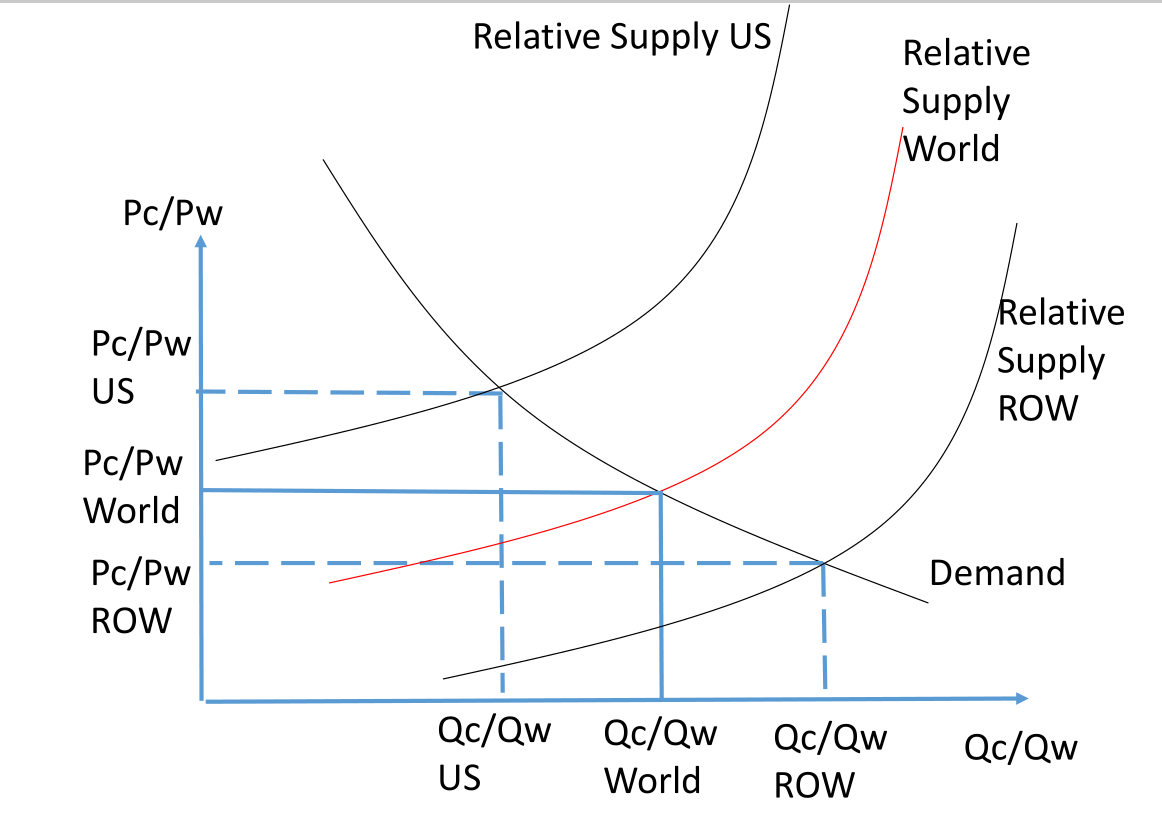 Relative Supply US
Relative
Supply
World
Pc/Pw
Relative
Supply
ROW
Pc/Pw
US
Pc/Pw
World
Pc/Pw
ROW
Demand
Qc/Qw
US
Qc/Qw
World
Qc/Qw
ROW
Qc/Qw